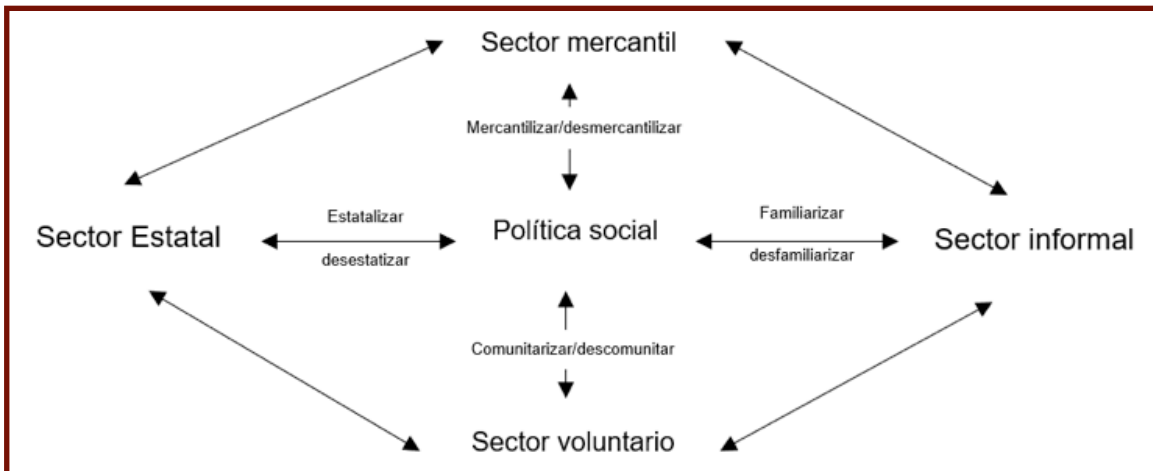 Sector mercantil
Mercantilizar/desmercantilizar
Estatalizar
Familiarizar
Sector Estatal
Política social
Sector informal
desestatizar
desfamiliarizar
Comunitarizar/descomunitar
Sector voluntario